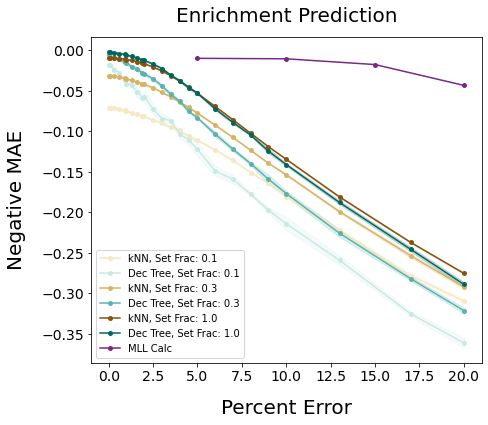 Enrichment Prediction
Negative MAE
0.00
−0.05
−0.10
−0.15
−0.20
−0.25
−0.30
−0.35
kNN, Set Frac: 0.1
Dec Tree, Set Frac: 0.1
kNN, Set Frac: 0.3
Dec Tree, Set Frac: 0.3
kNN, Set Frac: 1.0
Dec Tree, Set Frac: 1.0
MLL Calc
0.0 2.5 5.0 7.5 10.0 12.5 15.0 17.5 20.0
Percent Error